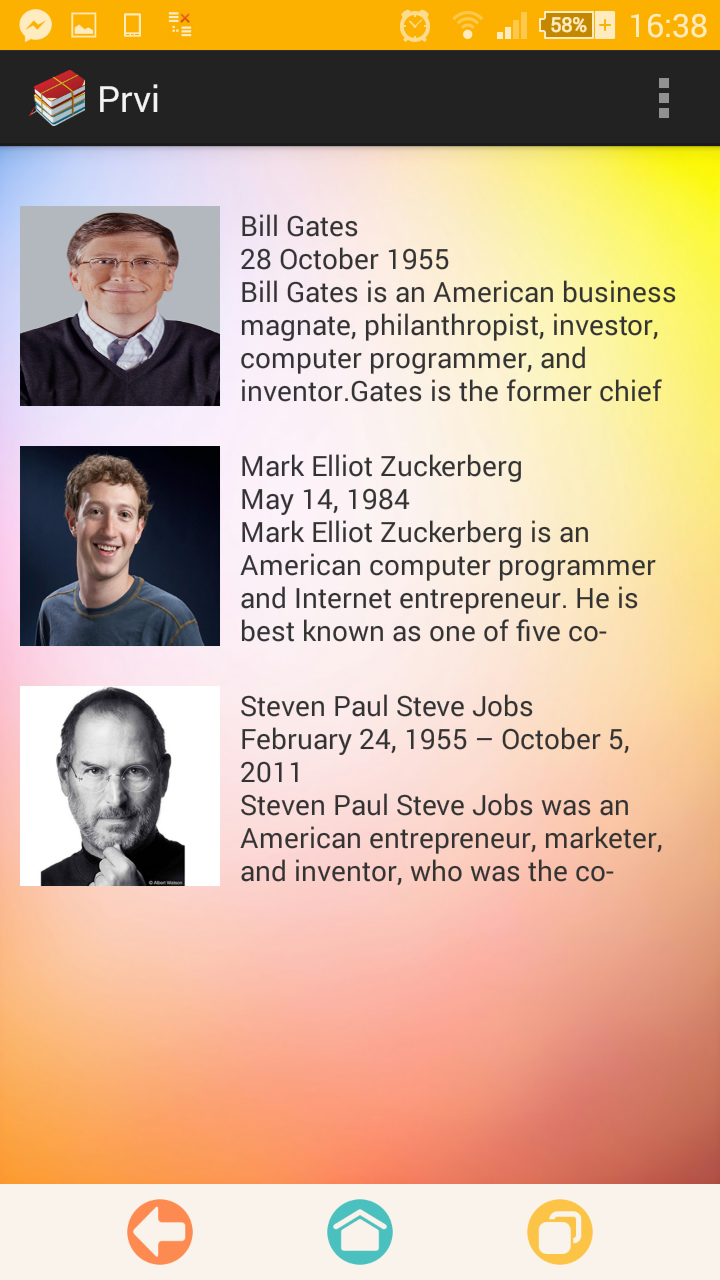 58%
16:38
Prvi
Bill Gates
28 October 1955
Bill Gates is an American business
magnate, philanthropist, investor,
computer programmer, and
inventor.Gates is the former chief
Mark Elliot Zuckerberg
May 14, 1984
Mark Elliot Zuckerberg is an
American computer programmer
and Internet entrepreneur. He is
best known as one of five co-
Steven Paul Steve Jobs
February 24, 1955 – October 5,
2011
Steven Paul Steve Jobs was an
American entrepreneur, marketer,
and inventor, who was the co-
© Albert Watson